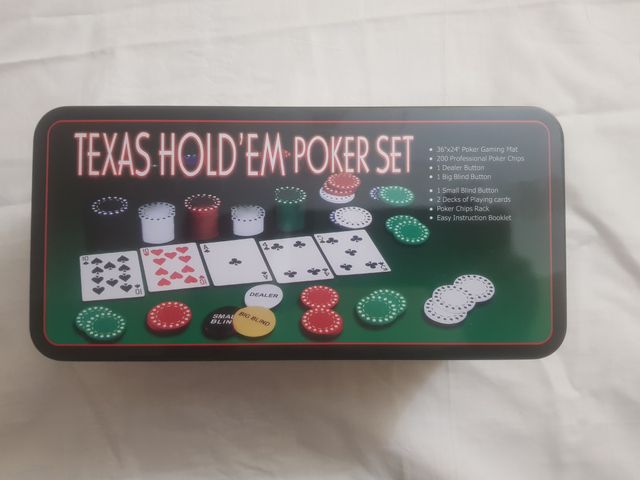 TEXAS HOLD'EM POKER SET
• 36"x24" Poker Gaming Mat
• 200 Professional Poker Chips
• 1 Dealer Button
• 1 Big Blind Button
• 1 Small Blind Button
• 2 Decks of Playing cards
• Poker Chips Rack
• Easy Instruction Booklet
DEALER
BIG BLIND